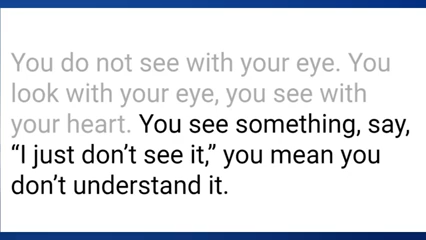 You do not see with your eye. You
look with your eye, you see with
your heart. You see something, say,
“I just don’t see it,” you mean you
don’t understand it.